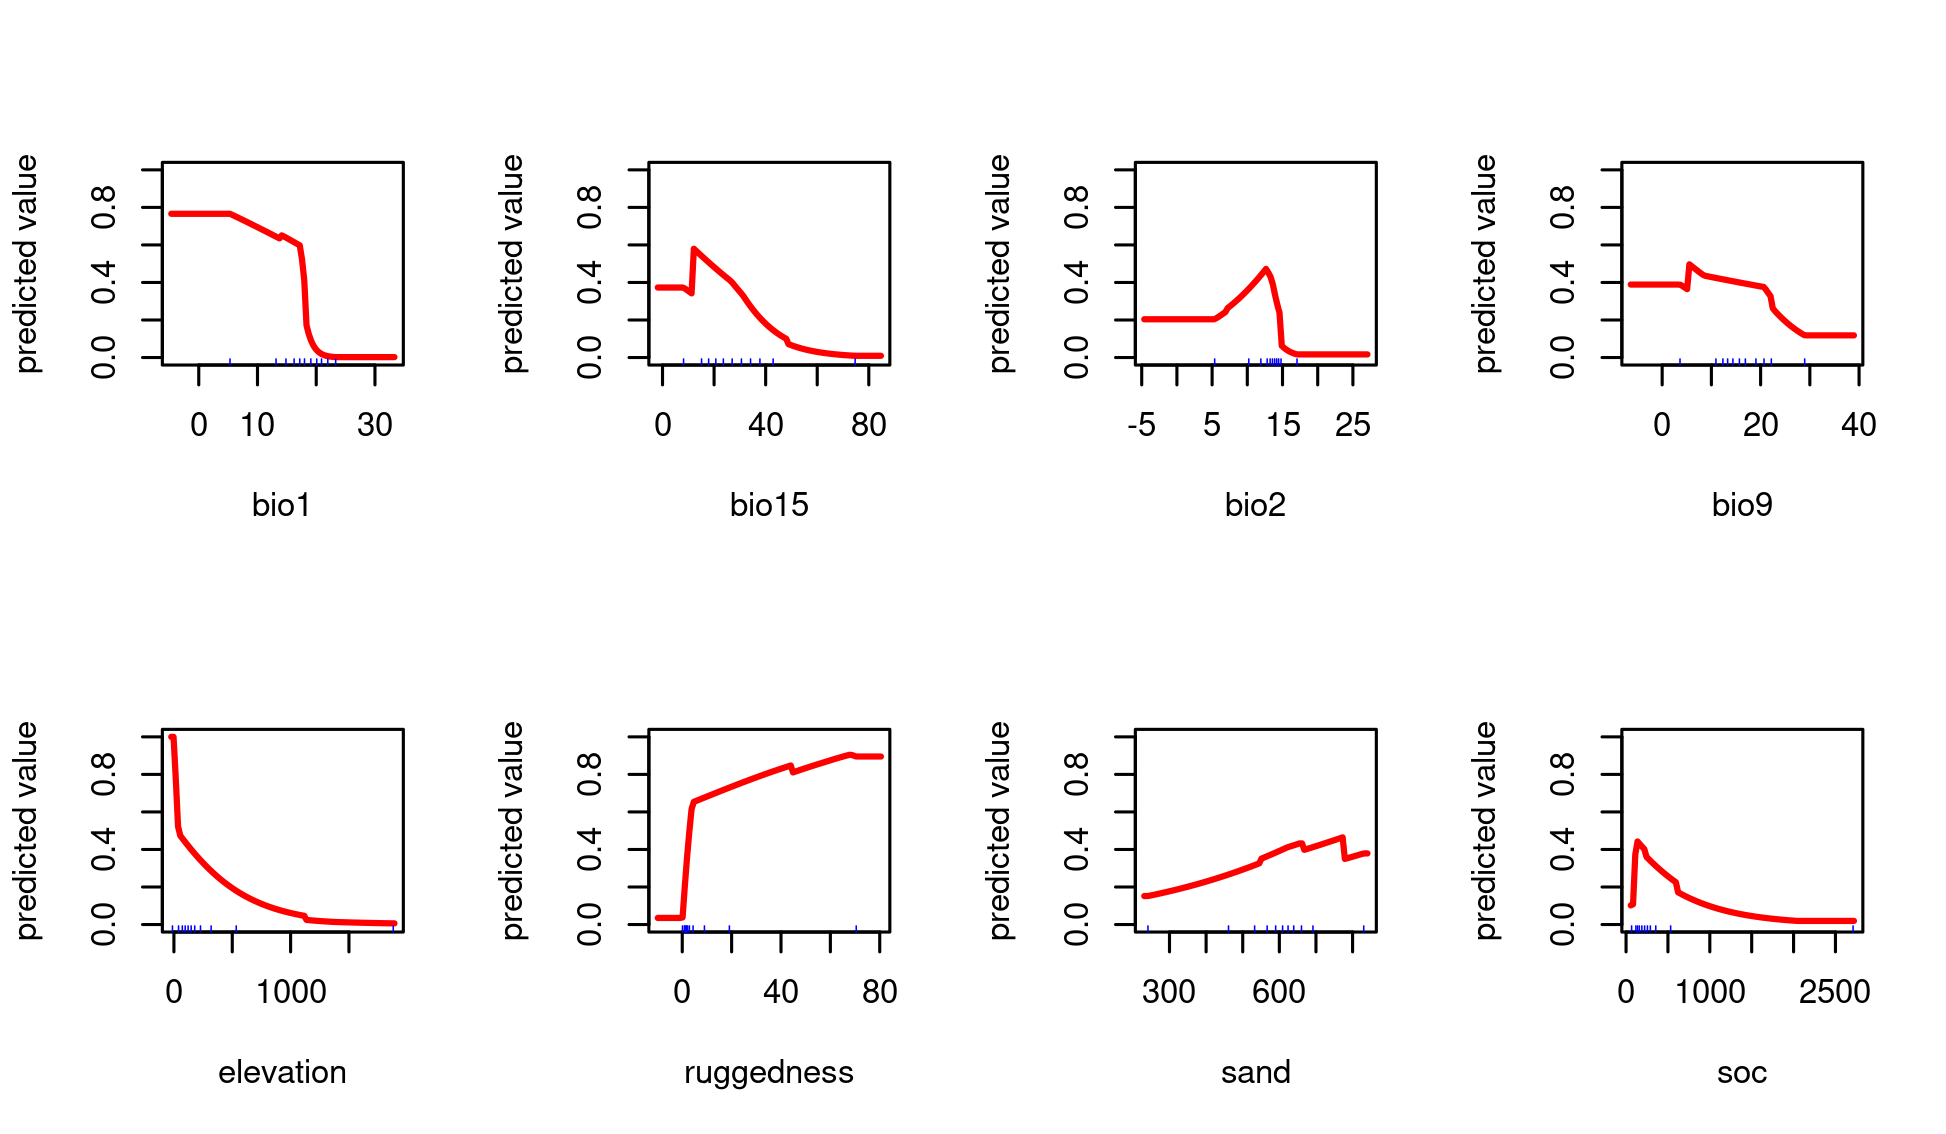 predicted value
0.0 0.4 0.8
0 10 30
bio1
predicted value
0.0 0.4 0.8
0 40 80
bio15
predicted value
0.0 0.4 0.8
-5 5 15 25
bio2
predicted value
0.0 0.4 0.8
0 20 40
bio9
predicted value
0.0 0.4 0.8
0 1000
elevation
predicted value
0.0 0.4 0.8
0 40 80
ruggedness
predicted value
0.0 0.4 0.8
300 600
sand
predicted value
0.0 0.4 0.8
0 1000 2500
soc